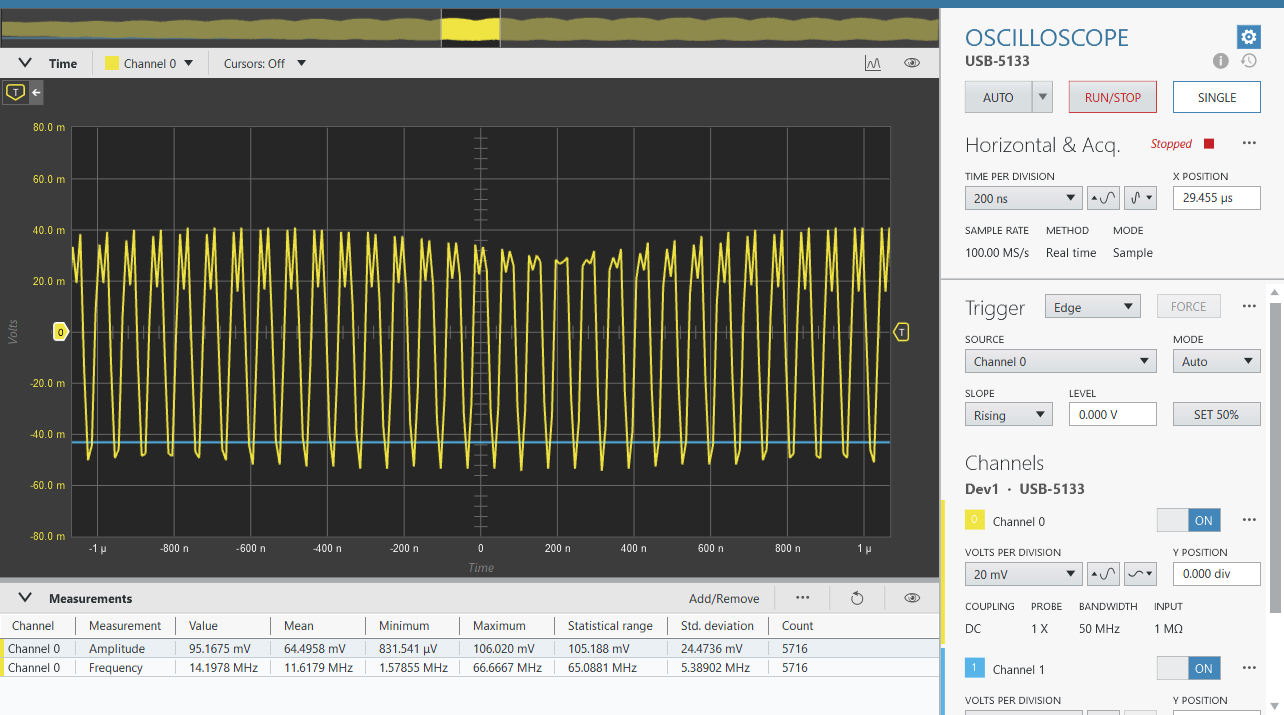 Time Channel 0 Cursors: Off
T
80.0 m
60.0 m
40.0 m
20.0 m
0
-20.0 m
-40.0 m
-60.0 m
-80.0 m
Volts
T
-1 µ -800 n -600 n -400 n -200 n 0 200 n 400 n 600 n 800 n 1 µ
Time
Measurements Add/Remove ...
Channel Measurement Value Mean Minimum Maximum Statistical range Std. deviation Count
Channel 0 Amplitude 95.1675 mV 64.4958 mV 831.541 µV 106.020 mV 105.188 mV 24.4736 mV 5716
Channel 0 Frequency 14.1978 MHz 11.6179 MHz 1.57855 MHz 66.6667 MHz 65.0881 MHz 5.38902 MHz 5716
OSCILLOSCOPE
USB-5133
AUTO RUN/STOP SINGLE
Horizontal & Acq. Stopped ...
TIME PER DIVISION X POSITION
200 ns 29.455 µs
SAMPLE RATE METHOD MODE
100.00 MS/s Real time Sample
Trigger Edge FORCE ...
SOURCE MODE
Channel 0 Auto
SLOPE LEVEL
Rising 0.000 V SET 50%
Channels
Dev1 · USB-5133
0 Channel 0 ON ...
VOLTS PER DIVISION Y POSITION
20 mV 0.000 div
COUPLING PROBE BANDWIDTH INPUT
DC 1 X 50 MHz 1 MΩ
1 Channel 1 ON ...
VOLTS PER DIVISION Y POSITION